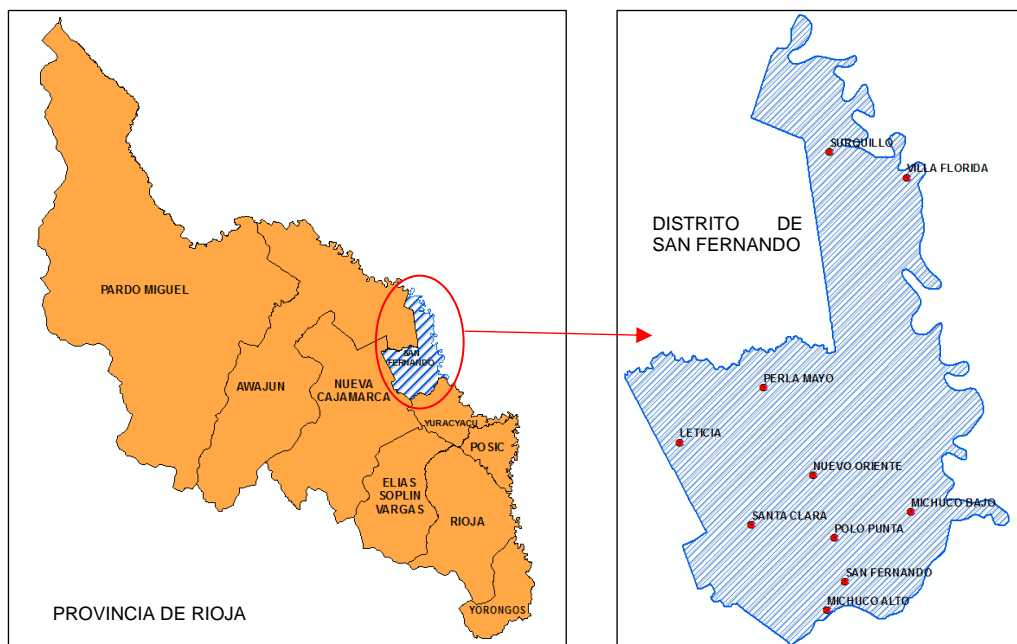 PARDO MIGUEL
AWAJUN
NUEVA
CAJAMARCA
SAN
FERNANDO
YURACYACU
POSIC
ELIAS
SOPLIN
VARGAS
RIOJA
YORONGOS
PROVINCIA DE RIOJA
DISTRITO DE
SAN FERNANDO
SURQUILLO
VILLA FLORIDA
PERLA MAYO
LETICIA
NUEVO ORIENTE
SANTA CLARA
MICHUCO BAJO
POLO PUNTA
SAN FERNANDO
MICHUCO ALTO